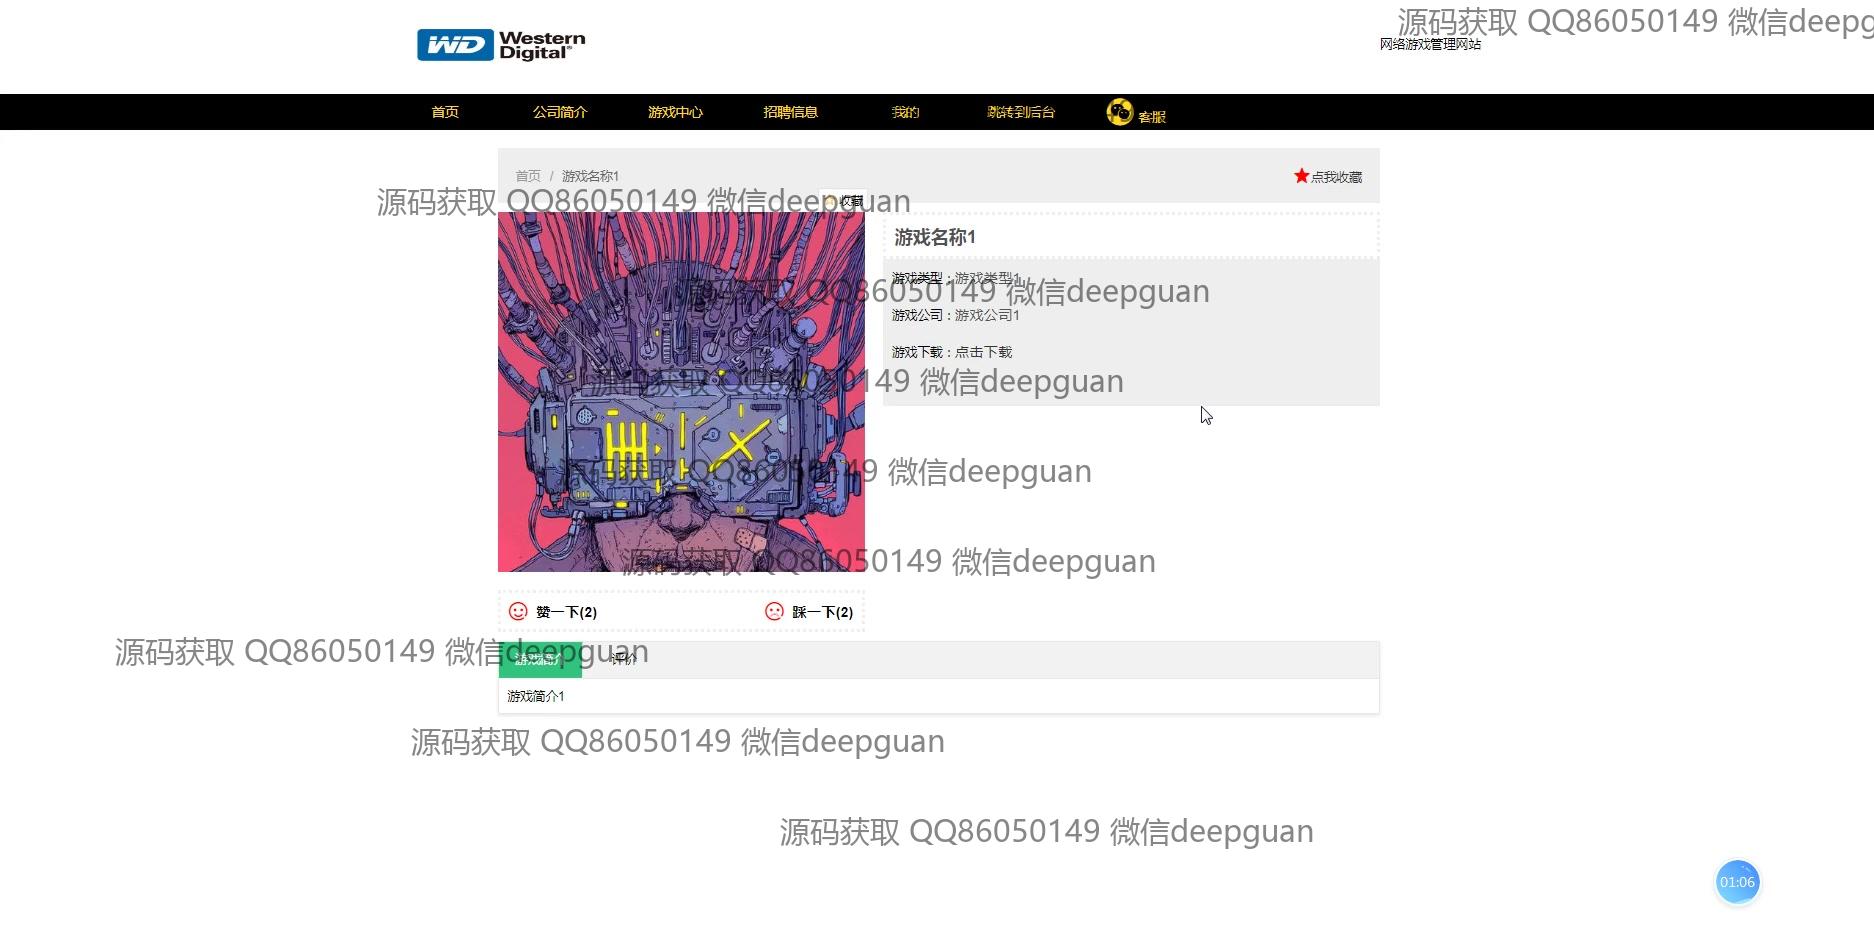 源码获取 QQ86050149 微信deepg
WD Western Digital®
网络游戏管理网站
首页 公司简介 游戏中心 招聘信息 我的 跳转到后台 客服
首页 / 游戏名称1 点我收藏
源码获取 QQ86050149 微信deepguan
收藏
游戏名称1
游戏类型：游戏类型1
源码获取 QQ86050149 微信deepguan
游戏公司：游戏公司1
游戏下载：点击下载
源码获取 QQ86050149 微信deepguan
源码获取 QQ86050149 微信deepguan
源码获取 QQ86050149 微信deepguan
赞一下(2) 踩一下(2)
源码获取 QQ86050149 微信deepguan
游戏简介 评价
游戏简介1
源码获取 QQ86050149 微信deepguan
源码获取 QQ86050149 微信deepguan
01:06